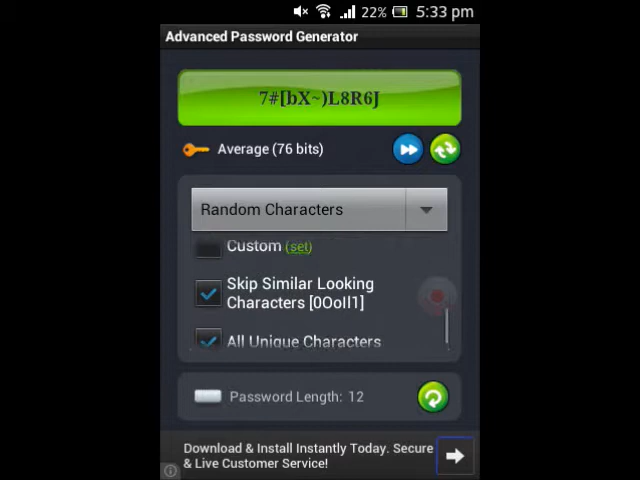 22% 5:33 pm
Advanced Password Generator
7#[bX~)L8R6J
Average (76 bits)
Random Characters
Custom (set)
Skip Similar Looking
Characters [0OoIl1]
All Unique Characters
Password Length: 12
Download & Install Instantly Today. Secure
& Live Customer Service!